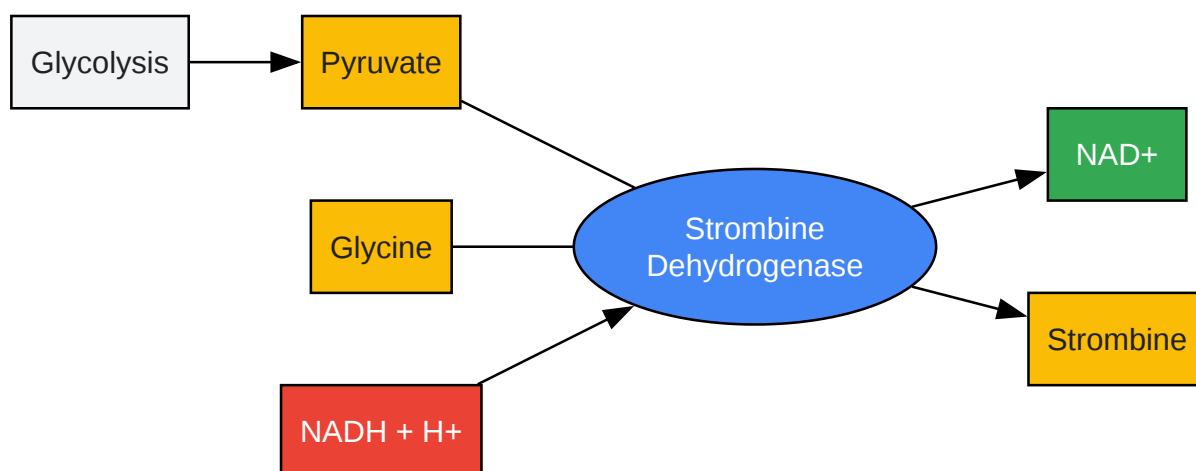 Glycolysis
Pyruvate
NAD+
Glycine
Strombine
Dehydrogenase
Strombine
NADH + H+